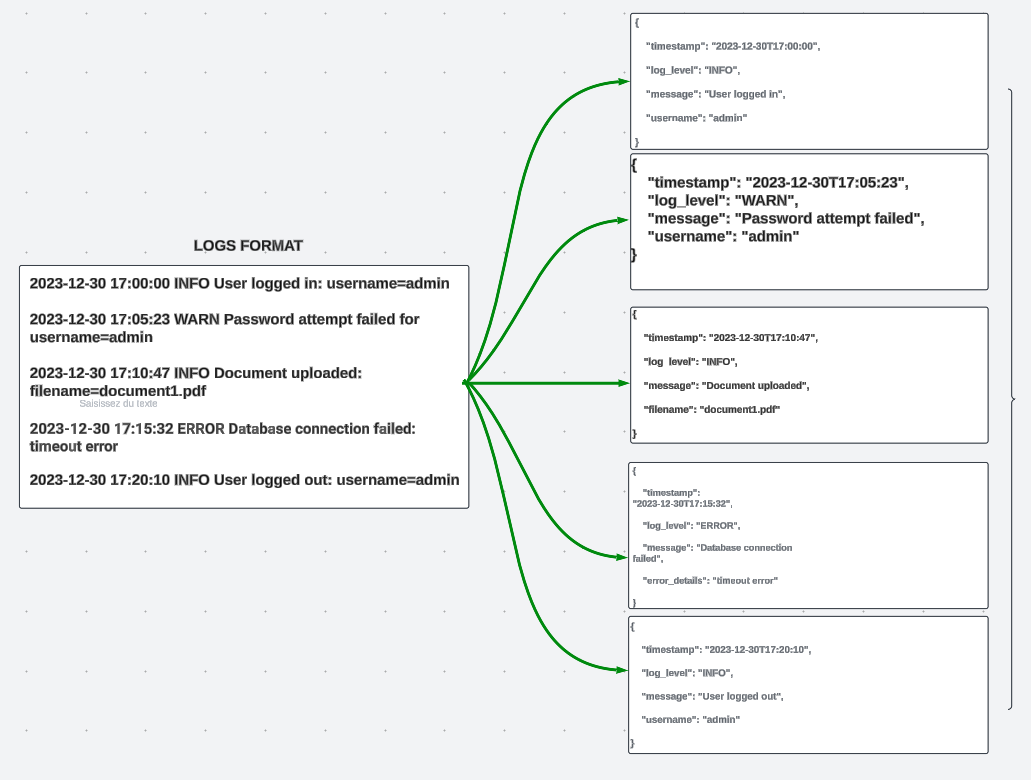 LOGS FORMAT
2023-12-30 17:00:00 INFO User logged in: username=admin
2023-12-30 17:05:23 WARN Password attempt failed for
username=admin
2023-12-30 17:10:47 INFO Document uploaded:
filename=document1.pdf
Saisissez du texte
2023-12-30 17:15:32 ERROR Database connection failed:
timeout error
2023-12-30 17:20:10 INFO User logged out: username=admin
{
"timestamp": "2023-12-30T17:00:00",
"log_level": "INFO",
"message": "User logged in",
"username": "admin"
}
{
"timestamp": "2023-12-30T17:05:23",
"log_level": "WARN",
"message": "Password attempt failed",
"username": "admin"
}
{
"timestamp": "2023-12-30T17:10:47",
"log_level": "INFO",
"message": "Document uploaded",
"filename": "document1.pdf"
}
{
"timestamp":
"2023-12-30T17:15:32",
"log_level": "ERROR",
"message": "Database connection
failed",
"error_details": "timeout error"
}
{
"timestamp": "2023-12-30T17:20:10",
"log_level": "INFO",
"message": "User logged out",
"username": "admin"
}